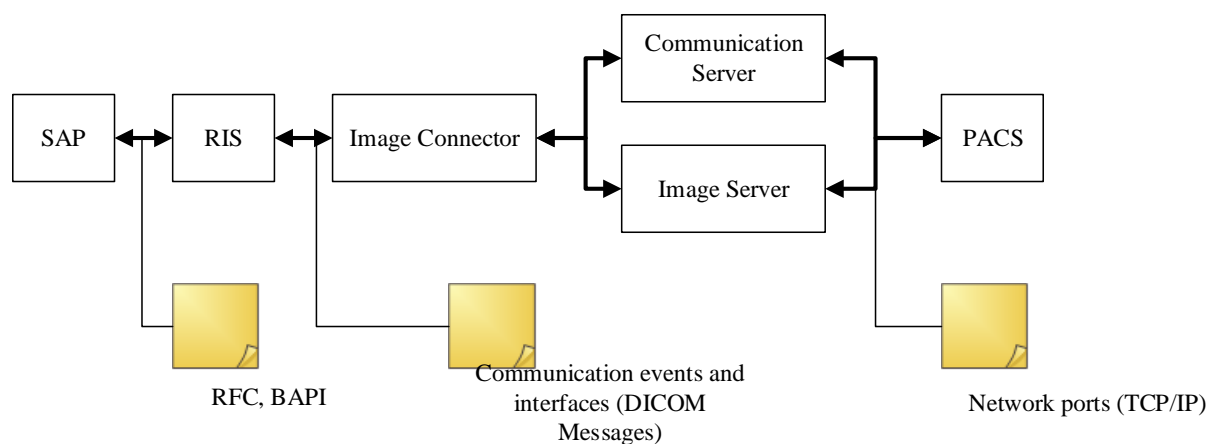 Communication
Server
SAP
RIS
Image Connector
PACS
Image Server
RFC, BAPI
Communication events and
interfaces (DICOM
Messages)
Network ports (TCP/IP)